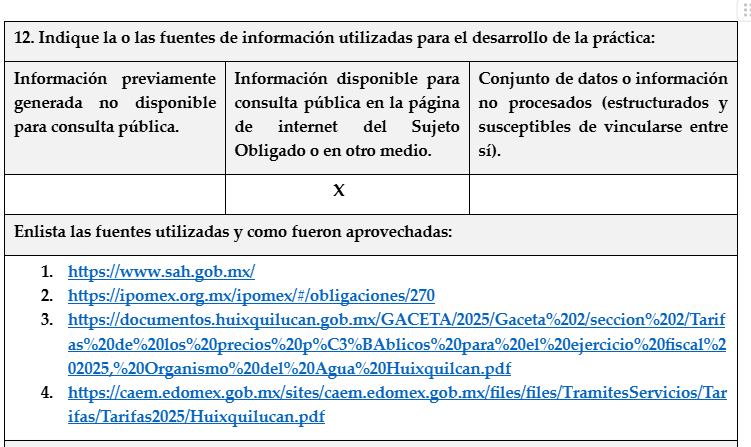 12. Indique la o las fuentes de información utilizadas para el desarrollo de la práctica:
Información previamente
generada no disponible
para consulta pública.
Información disponible para
consulta pública en la página
de internet del Sujeto
Obligado o en otro medio.
Conjunto de datos o información
no procesados (estructurados y
susceptibles de vincularse entre
sí).
X
Enlista las fuentes utilizadas y como fueron aprovechadas:
1. https://www.sah.gob.mx/
2. https://ipomex.org.mx/ipomex/#/obligaciones/270
3. https://documentos.huixquilucan.gob.mx/GACETA/2025/Gaceta%202/seccion%202/Tarif
as%20de%20los%20precios%20p%C3%BAblicos%20para%20el%20ejercicio%20fiscal%2
02025,%20Organismo%20del%20Agua%20Huixquilcan.pdf
4. https://caem.edomex.gob.mx/sites/caem.edomex.gob.mx/files/files/TramitesServicios/Tar
ifas/Tarifas2025/Huixquilucan.pdf